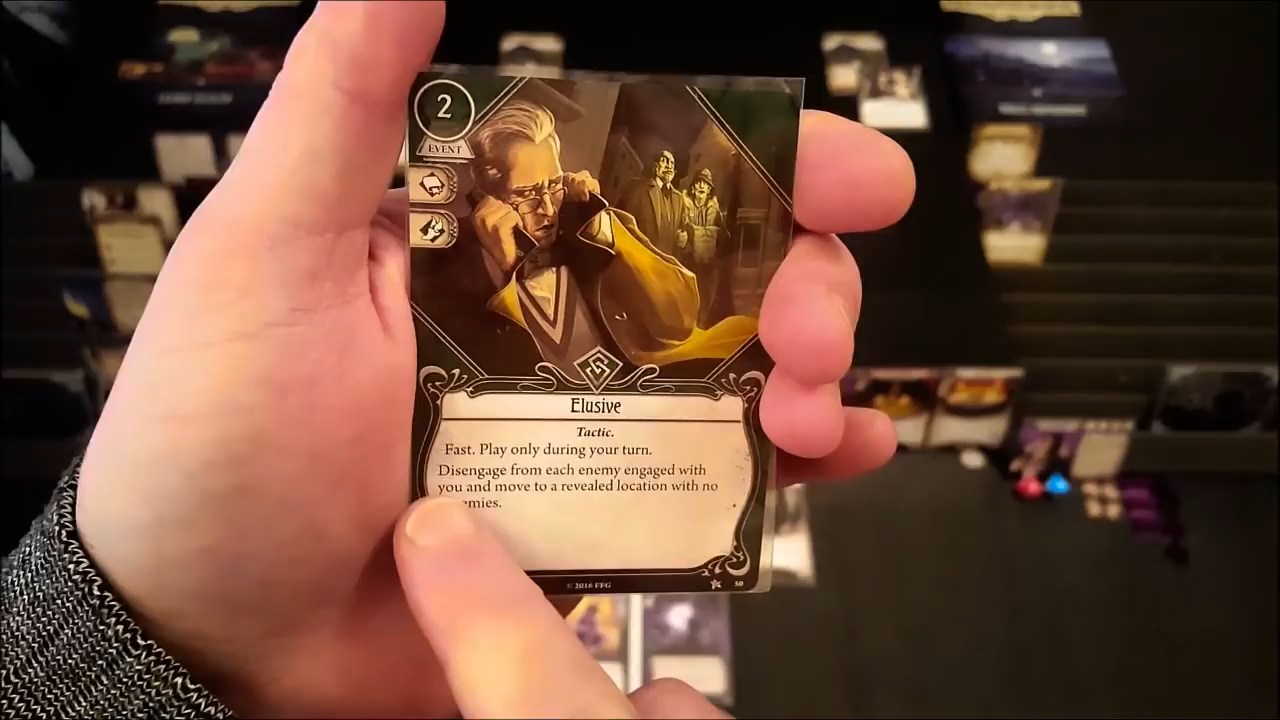 2
EVENT
Elusive
Tactic.
Fast. Play only during your turn.
Disengage from each enemy engaged with
you and move to a revealed location with no
mies.
© 2016 FFG
50